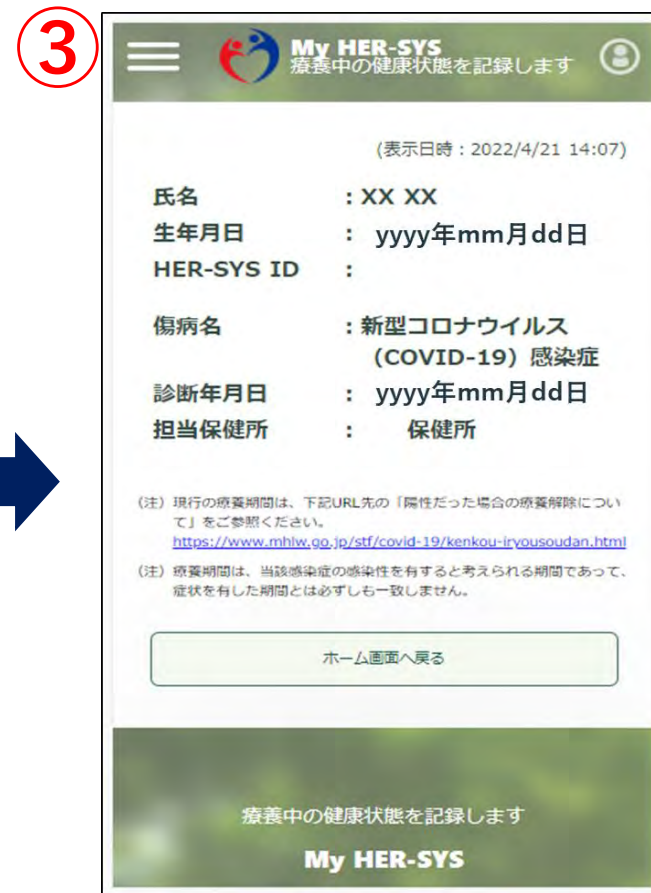 ③
My HER-SYS
療養中の健康状態を記録します
(表示日時：2022/4/21 14:07)
氏名 ：XX XX
生年月日 ： yyyy年mm月dd日
HER-SYS ID ：
傷病名 ：新型コロナウイルス
(COVID-19) 感染症
診断年月日 ： yyyy年mm月dd日
担当保健所 ： 保健所
（注）現行の療養期間は、下記URL先の「陽性だった場合の療養解除につい
て」をご参照ください。
https://www.mhlw.go.jp/stf/covid-19/kenkou-iryousoudan.html
（注）療養期間は、当該感染症の感染性を有すると考えられる期間であって、
症状を有した期間とは必ずしも一致しません。
ホーム画面へ戻る
療養中の健康状態を記録します
My HER-SYS